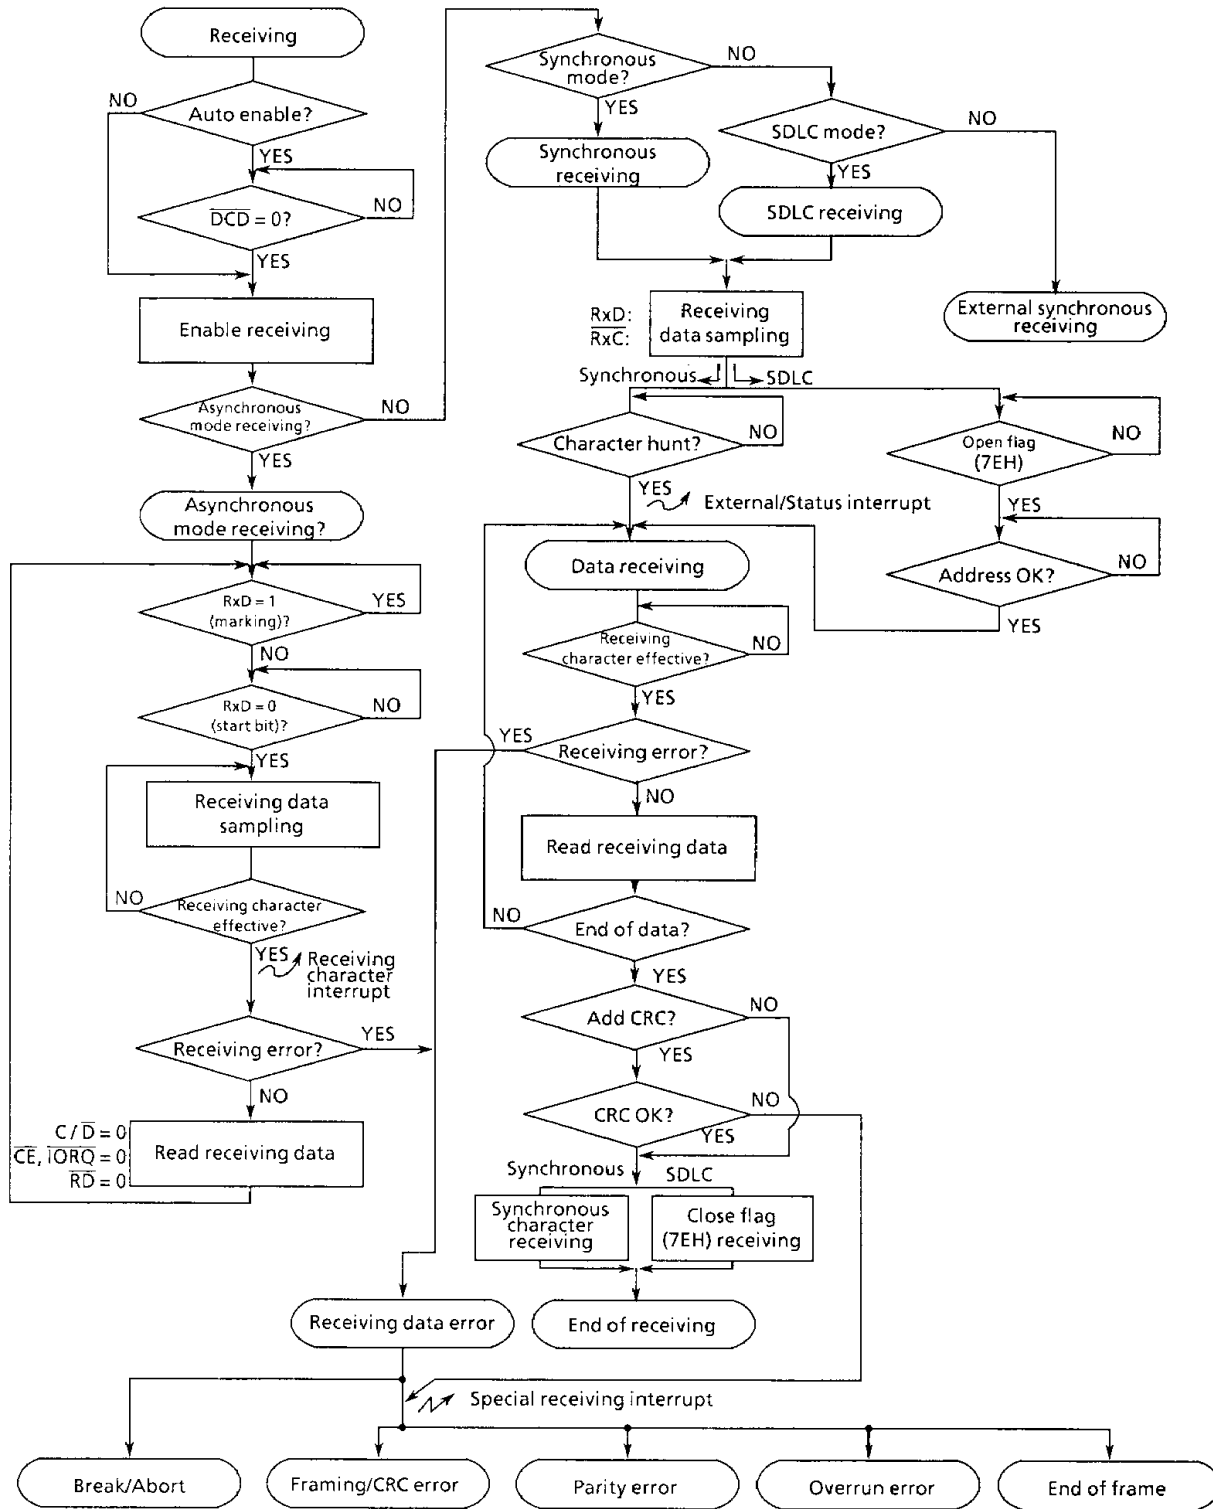 Receiving
NO
Auto enable?
YES
DCD = 0?
NO
YES
Enable receiving
Asynchronous
mode receiving?
NO
YES
Asynchronous
mode receiving?
RxD = 1
(marking)?
YES
NO
RxD = 0
(start bit)?
NO
YES
Receiving data
sampling
NO
Receiving character
effective?
YES
Receiving
character
interrupt
Receiving error?
YES
NO
C / D = 0
CE, IORQ = 0
RD = 0
Read receiving data
Synchronous
mode?
NO
YES
Synchronous
receiving
SDLC mode?
NO
YES
SDLC receiving
External synchronous
receiving
RxD:
RxC:
Receiving
data sampling
Synchronous
SDLC
Character hunt?
NO
YES
External/Status interrupt
Open flag
(7EH)
NO
YES
Address OK?
NO
YES
Data receiving
Receiving
character effective?
NO
YES
YES
Receiving error?
NO
Read receiving data
NO
End of data?
YES
Add CRC?
NO
YES
CRC OK?
NO
YES
Synchronous
SDLC
Synchronous
character
receiving
Close flag
(7EH) receiving
Receiving data error
End of receiving
Special receiving interrupt
Break/Abort
Framing/CRC error
Parity error
Overrun error
End of frame